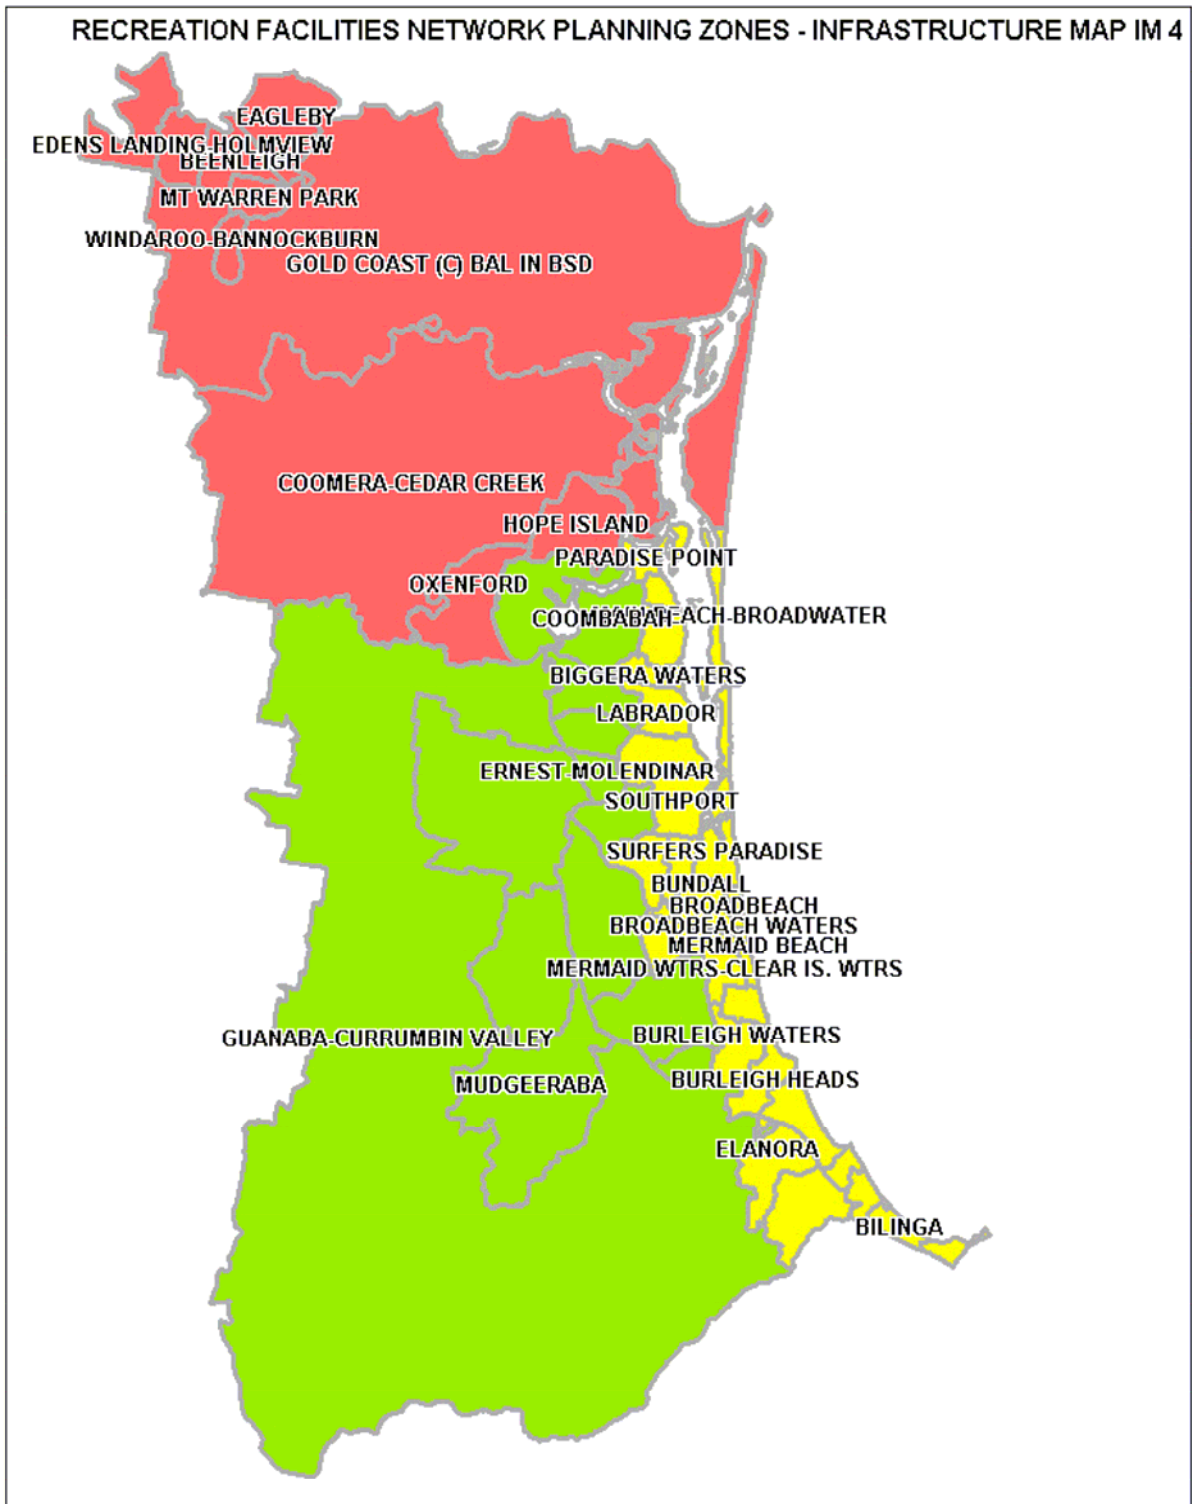 RECREATION FACILITIES NETWORK PLANNING ZONES - INFRASTRUCTURE MAP IM 4
EAGLEBY
EDENS LANDING-HOLMVIEW
BEENLEIGH
MT WARREN PARK
WINDAROO-BANNOCKBURN
GOLD COAST (C) BAL IN BSD
COOMERA-CEDAR CREEK
HOPE ISLAND
PARADISE POINT
OXENFORD
COOMBABAH
BEACH-BROADWATER
BIGGERA WATERS
LABRADOR
ERNEST-MOLENDINAR
SOUTHPORT
SURFERS PARADISE
BUNDALL
BROADBEACH
BROADBEACH WATERS
MERMAID BEACH
MERMAID WTRS-CLEAR IS. WTRS
GUANABA-CURRUMBIN VALLEY
BURLEIGH WATERS
MUDGEERABA
BURLEIGH HEADS
ELANORA
BILINGA